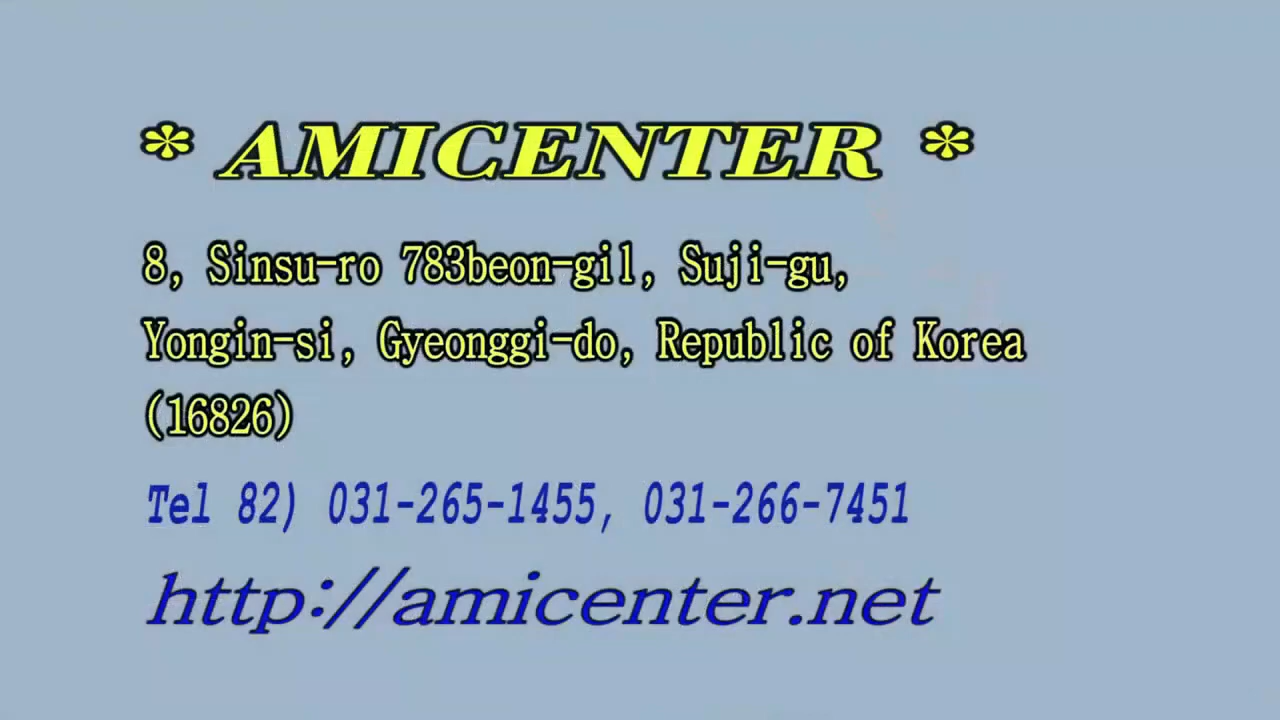 * AMICENTER *
8, Sinsu-ro 783beon-gil, Suji-gu,
Yongin-si, Gyeonggi-do, Republic of Korea
(16826)
Tel 82) 031-265-1455, 031-266-7451
http://amicenter.net